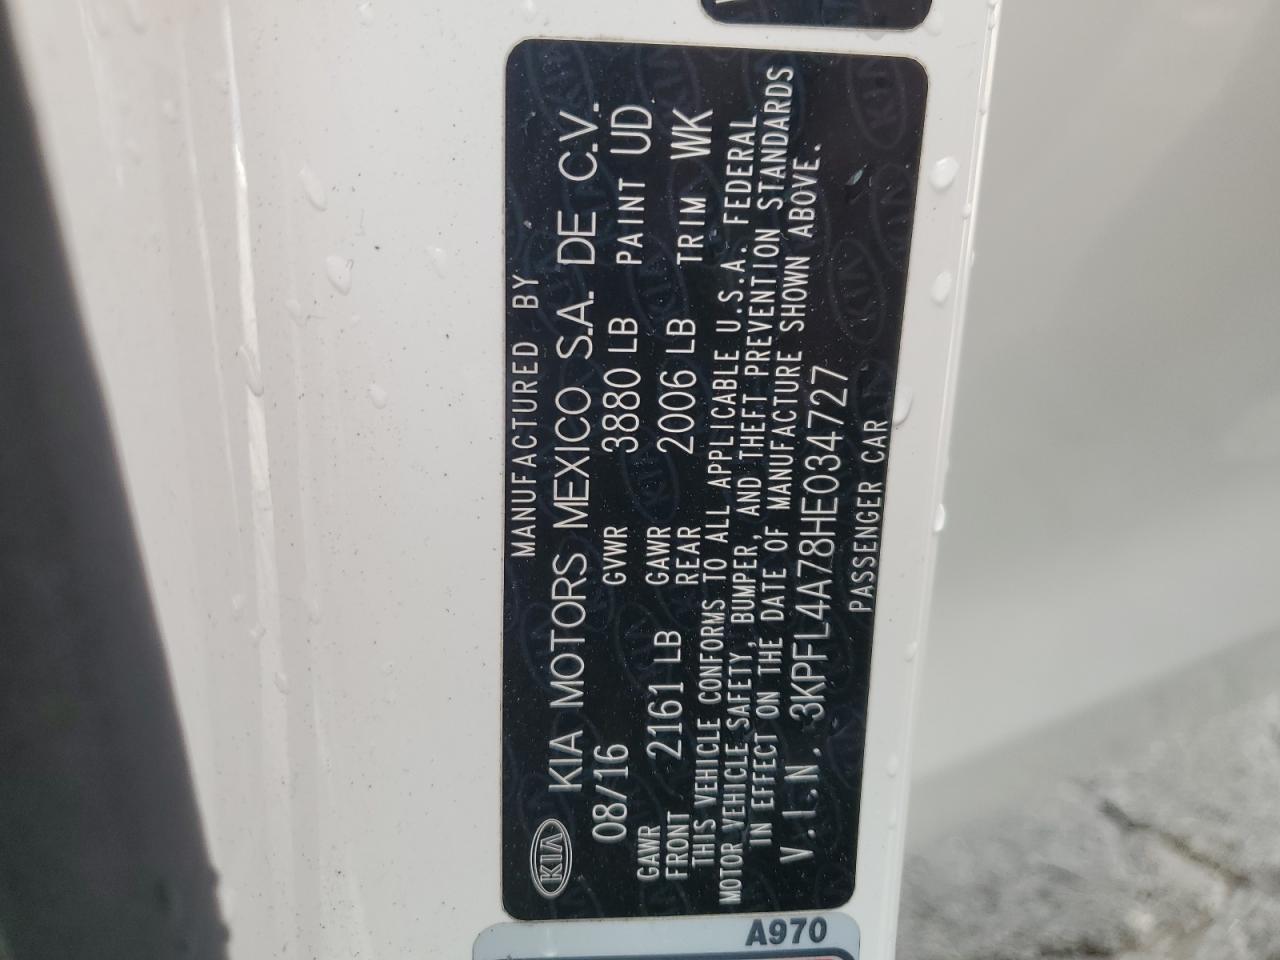 MANUFACTURED BY
KIA KIA MOTORS MEXICO S.A. DE C.V.
08/16 GVWR 3880 LB PAINT UD
GAWR FRONT 2161 LB GAWR REAR 2006 LB TRIM WK
THIS VEHICLE CONFORMS TO ALL APPLICABLE U.S.A. FEDERAL
MOTOR VEHICLE SAFETY, BUMPER, AND THEFT PREVENTION STANDARDS
IN EFFECT ON THE DATE OF MANUFACTURE SHOWN ABOVE.
V.I.N. 3KPFL4A78HE034727
PASSENGER CAR
A970